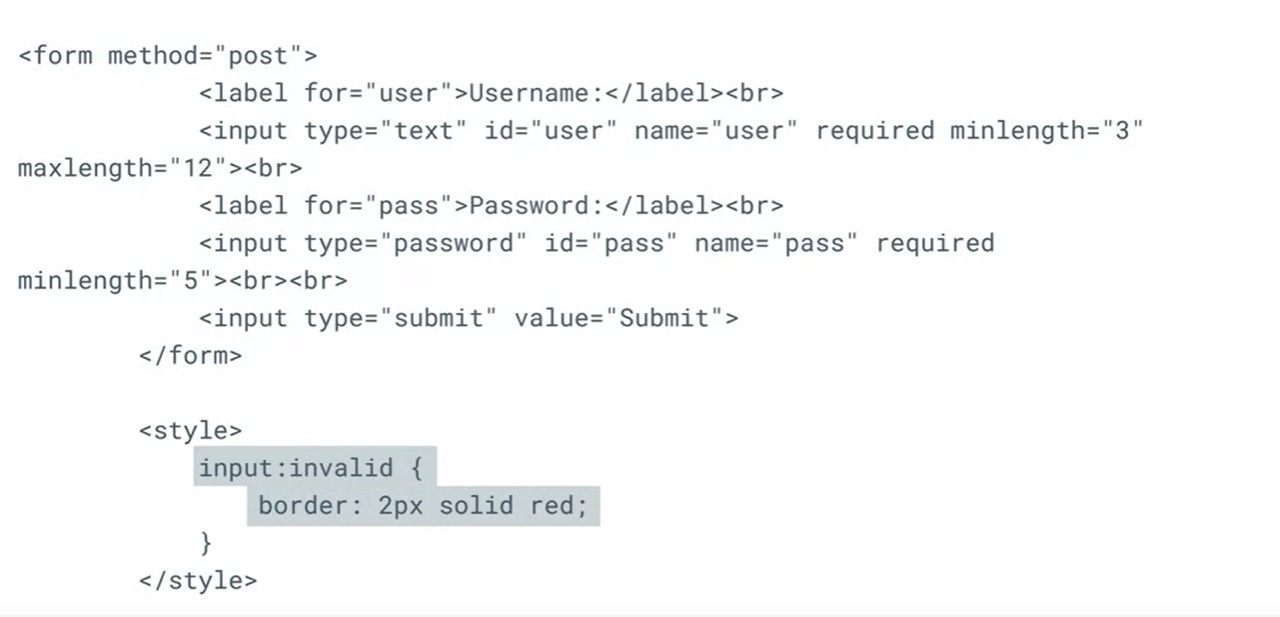 <form method="post">
<label for="user">Username:</label><br>
<input type="text" id="user" name="user" required minlength="3"
maxlength="12"><br>
<label for="pass">Password:</label><br>
<input type="password" id="pass" name="pass" required
minlength="5"><br><br>
<input type="submit" value="Submit">
</form>
<style>
input:invalid {
border: 2px solid red;
}
</style>